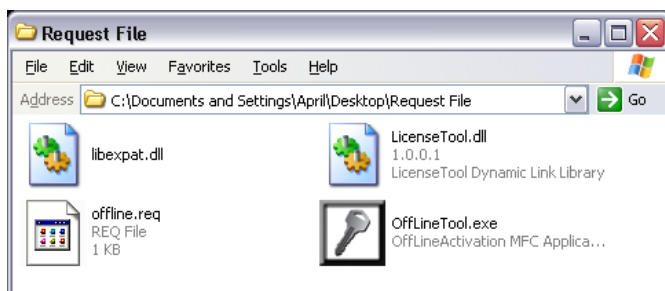 Request File
File Edit View Favorites Tools Help
Address C:\Documents and Settings\April\Desktop\Request File Go
libexpat.dll
LicenseTool.dll
1.0.0.1
LicenseTool Dynamic Link Library
offline.req
REQ File
1 KB
OffLineTool.exe
OffLineActivation MFC Applica...